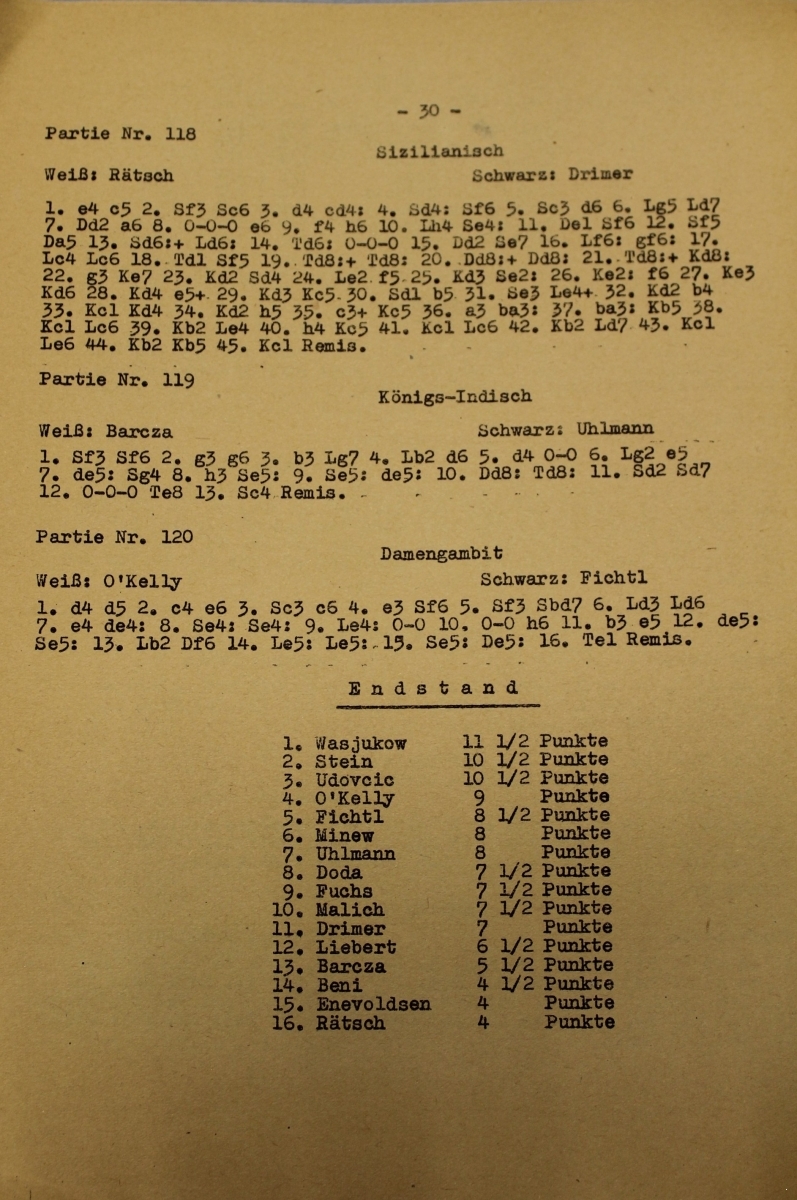 - 30 -
Partie Nr. 118
Sizilianisch
Weiß: Rätsch Schwarz: Drimer
1. e4 c5 2. Sf3 Sc6 3. d4 cd4: 4. Sd4: Sf6 5. Sc3 d6 6. Lg5 Ld7
7. Dd2 a6 8. 0-0-0 e6 9. f4 h6 10. Lh4 Se4: 11. De1 Sf6 12. Sf5
Da5 13. Sd6:+ Ld6: 14. Td6: 0-0-0 15. Dd2 Se7 16. Lf6: gf6: 17.
Lc4 Lc6 18. Td1 Sf5 19. Td8:+ Td8: 20. Dd8:+ Dd8: 21. Td8:+ Kd8:
22. g3 Ke7 23. Kd2 Sd4 24. Le2 f5 25. Kd3 Se2: 26. Ke2: f6 27. Ke3
Kd6 28. Kd4 e5+ 29. Kd3 Kc5 30. Sd1 b5 31. Se3 Le4+ 32. Kd2 b4
33. Kc1 Kd4 34. Kd2 h5 35. c3+ Kc5 36. a3 ba3: 37. ba3: Kb5 38.
Kc1 Lc6 39. Kb2 Le4 40. h4 Kc5 41. Kc1 Lc6 42. Kb2 Ld7 43. Kc1
Le6 44. Kb2 Kb5 45. Kc1 Remis.
Partie Nr. 119
Königs-Indisch
Weiß: Barcza Schwarz: Uhlmann
1. Sf3 Sf6 2. g3 g6 3. b3 Lg7 4. Lb2 d6 5. d4 0-0 6. Lg2 e5
7. de5: Sg4 8. h3 Se5: 9. Se5: de5: 10. Dd8: Td8: 11. Sd2 Sd7
12. 0-0-0 Te8 13. Sc4 Remis.
Partie Nr. 120
Damengambit
Weiß: O'Kelly Schwarz: Fichtl
1. d4 d5 2. c4 e6 3. Sc3 c6 4. e3 Sf6 5. Sf3 Sbd7 6. Ld3 Ld6
7. e4 de4: 8. Se4: Se4: 9. Le4: 0-0 10. 0-0 h6 11. b3 e5 12. de5:
Se5: 13. Lb2 Df6 14. Le5: Le5: 15. Se5: De5: 16. Te1 Remis.
E n d s t a n d
1. Wasjukow 11 1/2 Punkte
2. Stein 10 1/2 Punkte
3. Udovcic 10 1/2 Punkte
4. O'Kelly 9 Punkte
5. Fichtl 8 1/2 Punkte
6. Minew 8 Punkte
7. Uhlmann 8 Punkte
8. Doda 7 1/2 Punkte
9. Fuchs 7 1/2 Punkte
10. Malich 7 1/2 Punkte
11. Drimer 7 Punkte
12. Liebert 6 1/2 Punkte
13. Barcza 5 1/2 Punkte
14. Beni 4 1/2 Punkte
15. Enevoldsen 4 Punkte
16. Rätsch 4 Punkte